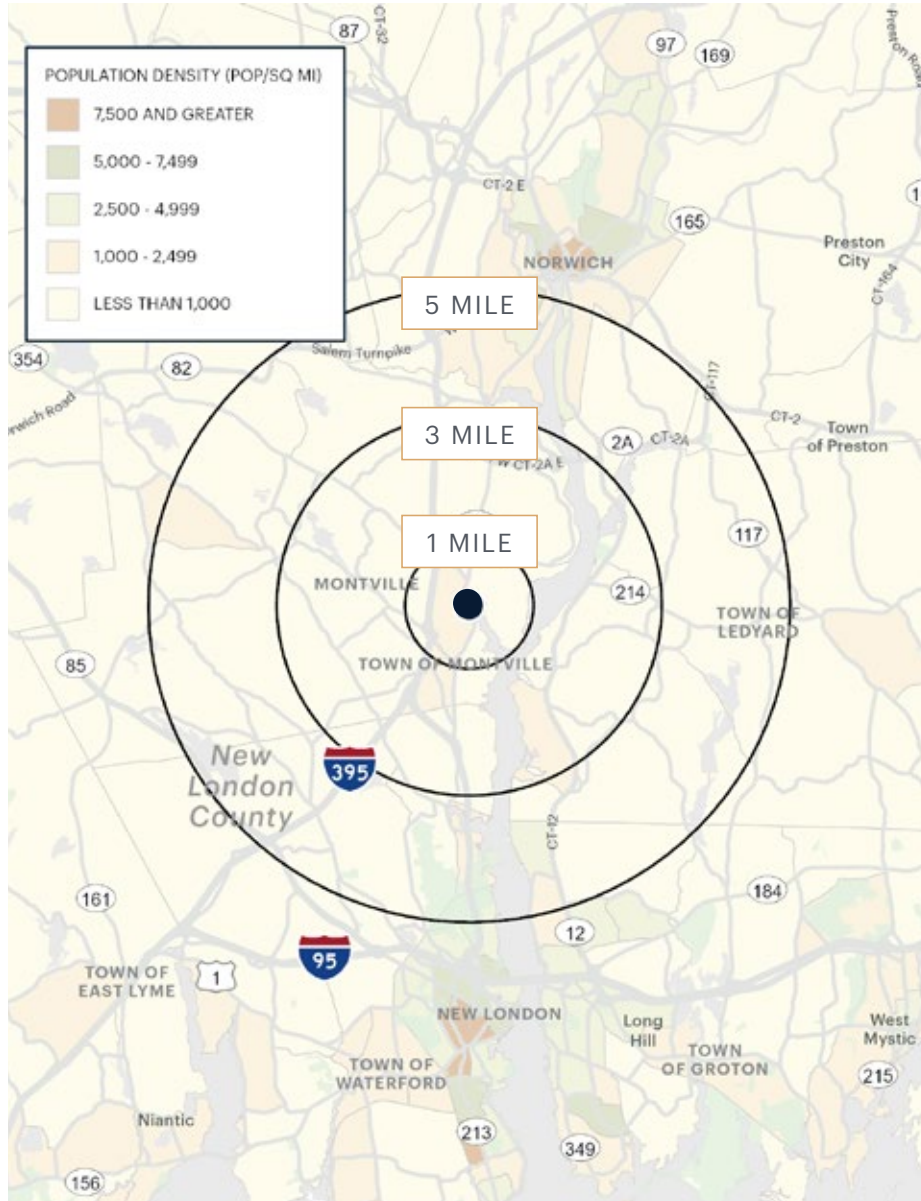 87
CT-32
97
169
Preston Road
POPULATION DENSITY (POP/SQ MI)
7,500 AND GREATER
5,000 - 7,499
2,500 - 4,999
1,000 - 2,499
LESS THAN 1,000
CT-2 E
165
Preston
City
CT-164
NORWICH
5 MILE
354
Salem Turnpike
82
CT-117
3 MILE
2A
CT-2A
CT-2
Town
of Preston
W CT-2A E
1 MILE
117
MONTVILLE
214
TOWN OF
LEDYARD
TOWN OF MONTVILLE
85
New
London
County
395
CT-12
161
184
12
95
TOWN OF
EAST LYME
1
NEW LONDON
Long
Hill
West
Mystic
TOWN OF
WATERFORD
TOWN
OF GROTON
215
Niantic
213
349
156